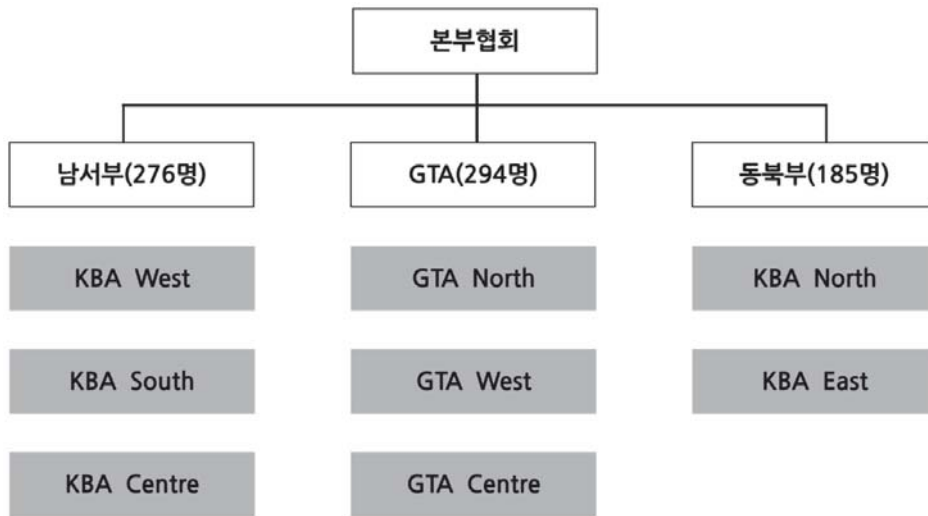 본부협회
남서부(276명)
GTA(294명)
동북부(185명)
KBA West
GTA North
KBA North
KBA South
GTA West
KBA East
KBA Centre
GTA Centre